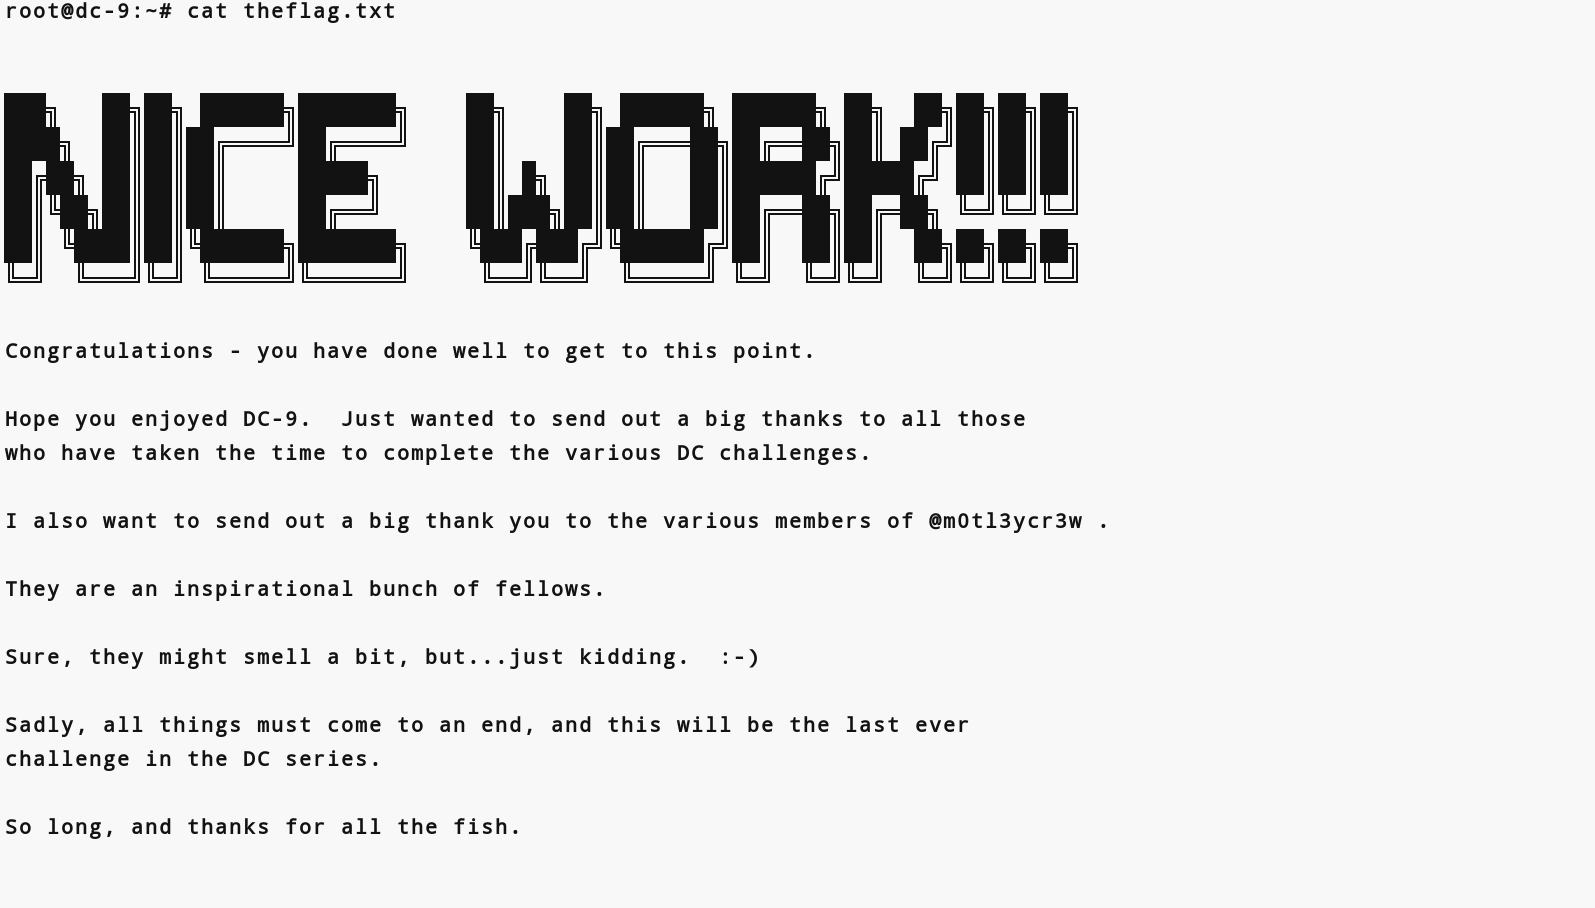 root@dc-9:~# cat theflag.txt
NICE WORK!!!
Congratulations - you have done well to get to this point.
Hope you enjoyed DC-9.  Just wanted to send out a big thanks to all those
who have taken the time to complete the various DC challenges.
I also want to send out a big thank you to the various members of @m0tl3ycr3w .
They are an inspirational bunch of fellows.
Sure, they might smell a bit, but...just kidding.  :-)
Sadly, all things must come to an end, and this will be the last ever
challenge in the DC series.
So long, and thanks for all the fish.